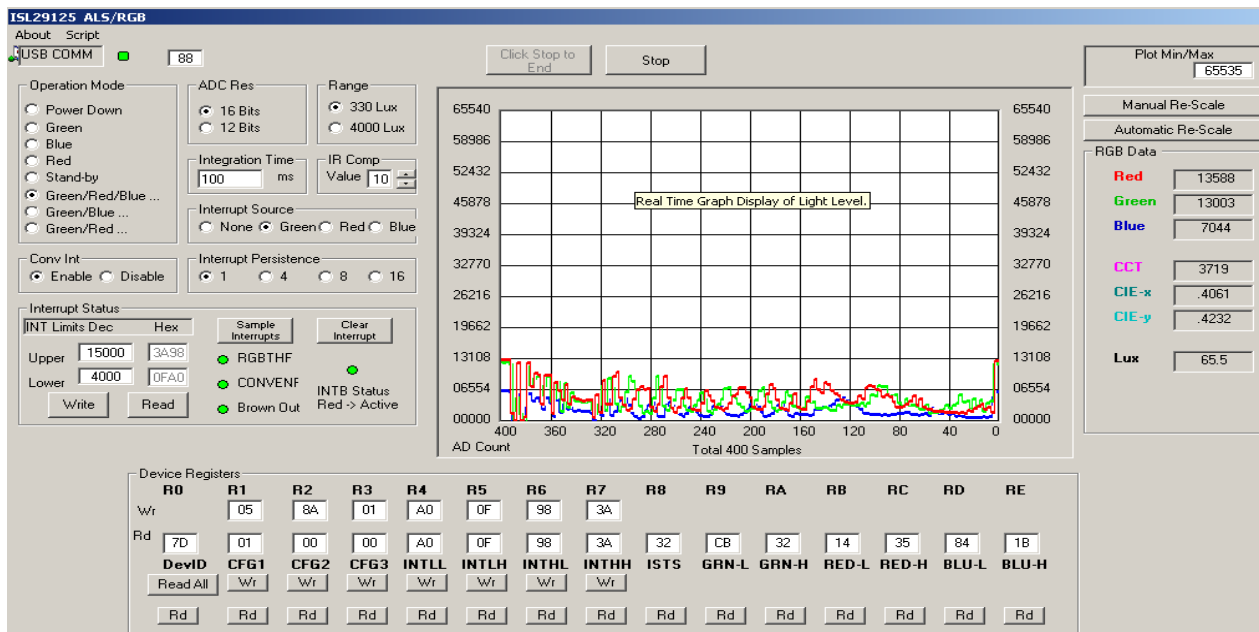 ISL29125 ALS/RGB
About Script
USB COMM 88
Click Stop to End
Stop
Plot Min/Max
65535
Manual Re-Scale
Automatic Re-Scale
Operation Mode
Power Down
Green
Blue
Red
Stand-by
Green/Red/Blue ...
Green/Blue ...
Green/Red ...
ADC Res
16 Bits
12 Bits
Range
330 Lux
4000 Lux
Integration Time
100 ms
IR Comp
Value 10
Interrupt Source
None Green Red Blue
Conv Int
Enable Disable
Interrupt Persistence
1 4 8 16
Interrupt Status
INT Limits Dec Hex
Upper 15000 3A98
Lower 4000 0FA0
Write Read
Sample Interrupts
Clear Interrupt
RGBTHF
CONVENF
Brown Out
INTB Status
Red -> Active
65540 65540
58986 58986
52432 52432
45878 45878
39324 39324
32770 32770
26216 26216
19662 19662
13108 13108
06554 06554
00000 00000
Real Time Graph Display of Light Level.
400 360 320 280 240 200 160 120 80 40 0
AD Count Total 400 Samples
RGB Data
Red 13588
Green 13003
Blue 7044
CCT 3719
CIE-x .4061
CIE-y .4232
Lux 65.5
Device Registers
R0 R1 R2 R3 R4 R5 R6 R7 R8 R9 RA RB RC RD RE
Wr 05 8A 01 A0 0F 98 3A
Rd 7D 01 00 00 A0 0F 98 3A 32 CB 32 14 35 84 1B
DevID CFG1 CFG2 CFG3 INTLL INTLH INTHL INTHH ISTS GRN-L GRN-H RED-L RED-H BLU-L BLU-H
Read All Wr Wr Wr Wr Wr Wr Wr
Rd Rd Rd Rd Rd Rd Rd Rd Rd Rd Rd Rd Rd Rd Rd